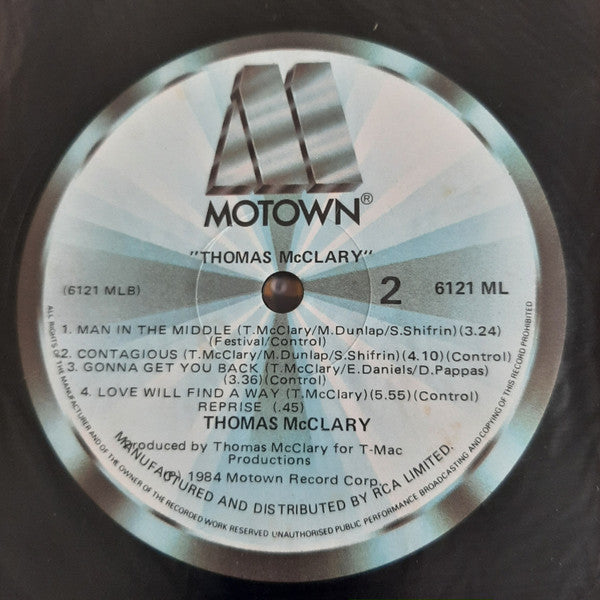 MOTOWN®
"THOMAS McCLARY"
(6121 MLB)
2
6121 ML
1. MAN IN THE MIDDLE (T.McClary/M.Dunlap/S.Shifrin)(3.24)
(Festival/Control)
2. CONTAGIOUS (T.McClary/M.Dunlap/S.Shifrin)(4.10)(Control)
3. GONNA GET YOU BACK (T.McClary/E.Daniels/D.Pappas)
(3.36)(Control)
4. LOVE WILL FIND A WAY (T.McClary)(5.55)(Control)
REPRISE (.45)
THOMAS McCLARY
Produced by Thomas McClary for T-Mac
Productions
(P) 1984 Motown Record Corp.
MANUFACTURED AND DISTRIBUTED BY RCA LIMITED.
ALL RIGHTS OF THE MANUFACTURER AND OF THE OWNER OF THE RECORDED WORK RESERVED UNAUTHORISED PUBLIC PERFORMANCE BROADCASTING AND COPYING OF THIS RECORD PROHIBITED